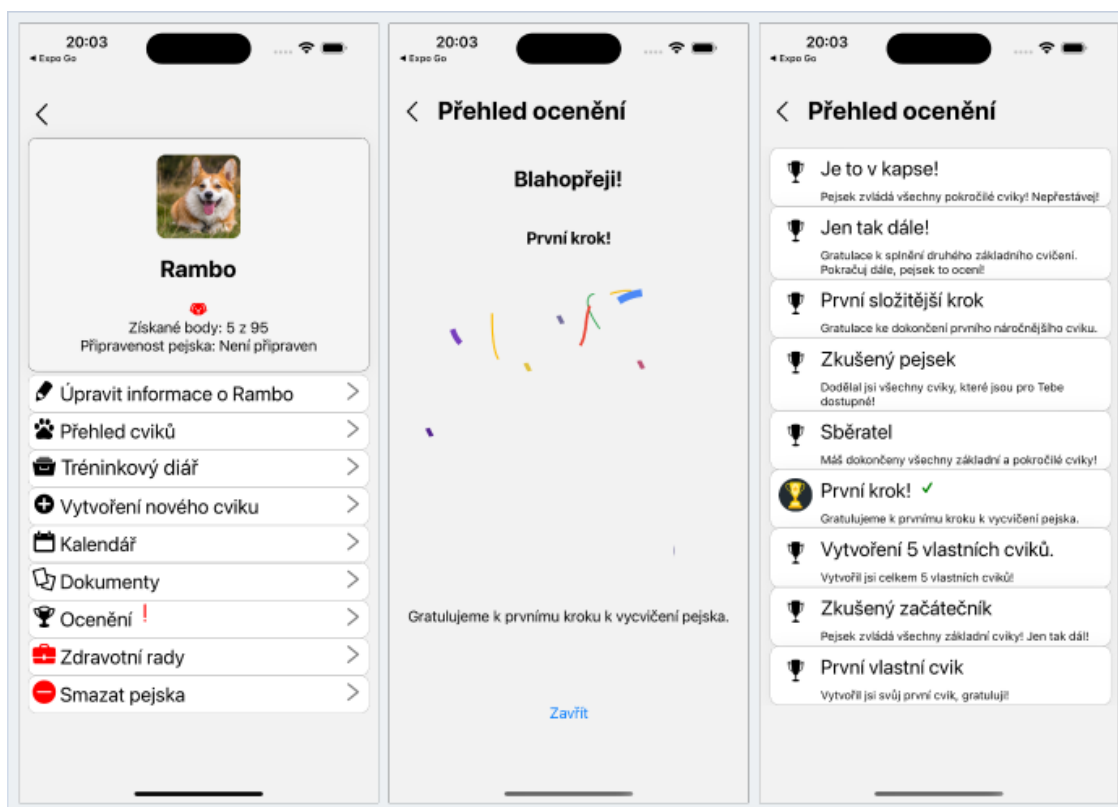 20:03
◀ Expo Go
Rambo
Získané body: 5 z 95
Připravenost pejska: Není připraven
Úpravit informace o Rambo
Přehled cviků
Tréninkový diář
Vytvoření nového cviku
Kalendář
Dokumenty
Ocenění
Zdravotní rady
Smazat pejska
20:03
◀ Expo Go
Přehled ocenění
Blahopřeji!
První krok!
Gratulujeme k prvnímu kroku k vycvičení pejska.
Zavřít
20:03
◀ Expo Go
Přehled ocenění
Je to v kapse!
Pejsek zvládá všechny pokročilé cviky! Nepřestávej!
Jen tak dále!
Gratulace k splnění druhého základního cvičení.
Pokračuj dále, pejsek to ocení!
První složitější krok
Gratulace ke dokončení prvního náročnějšího cviku.
Zkušený pejsek
Dodělal jsi všechny cviky, které jsou pro Tebe
dostupné!
Sběratel
Máš dokončeny všechny základní a pokročilé cviky!
První krok!
Gratulujeme k prvnímu kroku k vycvičení pejska.
Vytvoření 5 vlastních cviků.
Vytvořil jsi celkem 5 vlastních cviků!
Zkušený začátečník
Pejsek zvládá všechny základní cviky! Jen tak dál!
První vlastní cvik
Vytvořil jsi svůj první cvik, gratuluji!